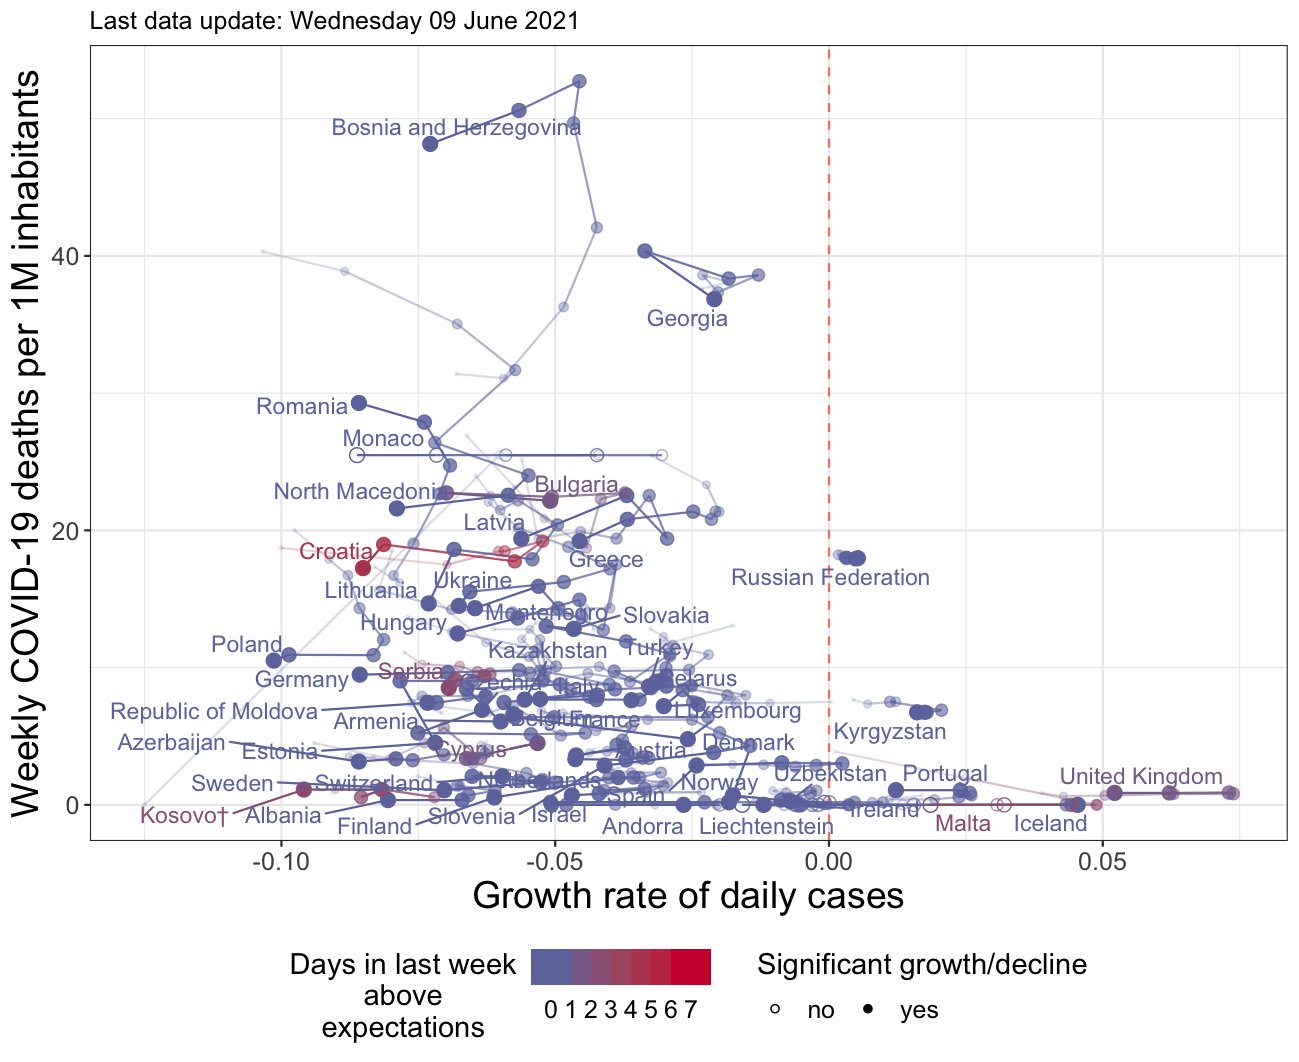 Last data update: Wednesday 09 June 2021
Weekly COVID-19 deaths per 1M inhabitants
40
20
0
Bosnia and Herzegovina
Georgia
Romania
Monaco
North Macedonia
Bulgaria
Latvia
Croatia
Greece
Russian Federation
Lithuania
Ukraine
Hungary
Montenegro
Slovakia
Poland
Kazakhstan
Turkey
Germany
Serbia
Czechia
Italy
Belarus
Republic of Moldova
Armenia
Belgium
France
Luxembourg
Kyrgyzstan
Azerbaijan
Estonia
Cyprus
Austria
Denmark
Sweden
Switzerland
Netherlands
Norway
Uzbekistan
Portugal
United Kingdom
Kosovo†
Albania
Finland
Slovenia
Israel
Spain
Andorra
Liechtenstein
Ireland
Malta
Iceland
-0.10
-0.05
0.00
0.05
Growth rate of daily cases
Days in last week
above
expectations
0 1 2 3 4 5 6 7
Significant growth/decline
no
yes